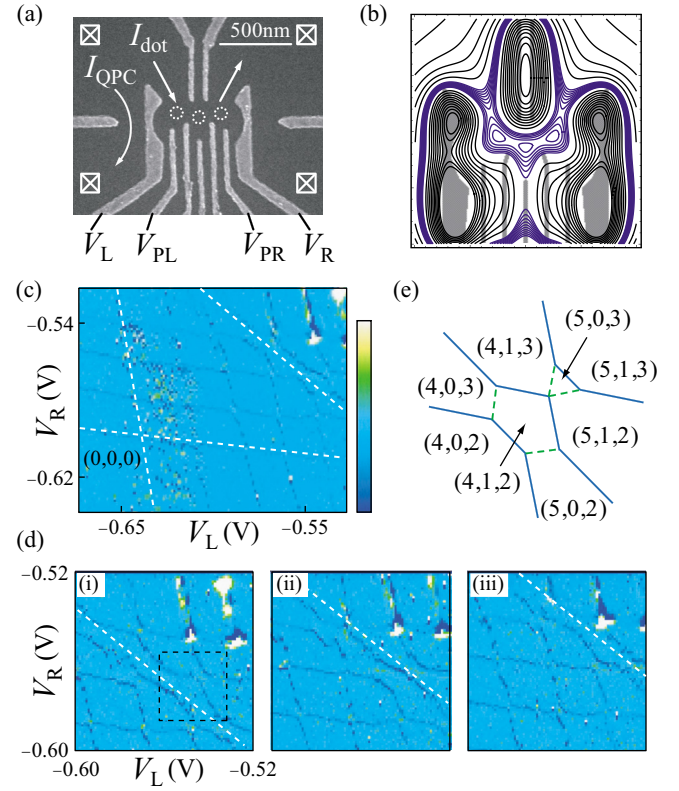 (a)
I_dot
500nm
I_QPC
V_L
V_PL
V_PR
V_R
(b)
(c)
−0.54
V_R (V)
−0.62
(0,0,0)
−0.65
V_L (V)
−0.55
(e)
(4,1,3)
(5,0,3)
(5,1,3)
(4,0,3)
(4,0,2)
(5,1,2)
(4,1,2)
(5,0,2)
(d)
−0.52
(i)
(ii)
(iii)
V_R (V)
−0.60
−0.60
V_L (V)
−0.52